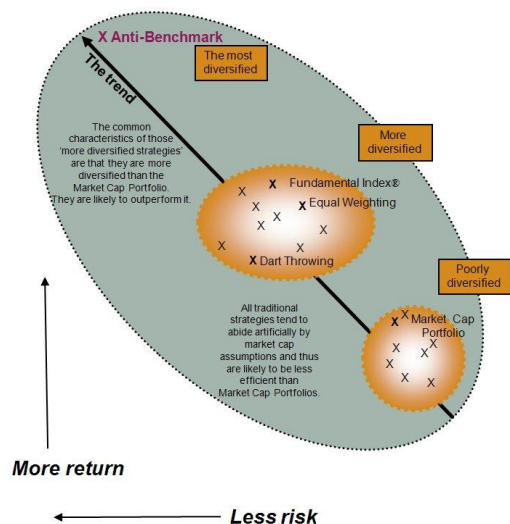 X Anti-Benchmark
The most
diversified
The trend
The common
characteristics of those
'more diversified strategies'
are that they are more
diversified than the
Market Cap Portfolio.
They are likely to outperform it.
More
diversified
X Fundamental Index®
X
X
X Equal Weighting
X
X
X
X
X
X Dart Throwing
Poorly
diversified
All traditional
strategies tend to
abide artificially by
market cap
assumptions and thus
are likely to be less
efficient than
Market Cap Portfolios.
X
X Market Cap
Portfolio
X
X
X
X
X
X
More return
Less risk